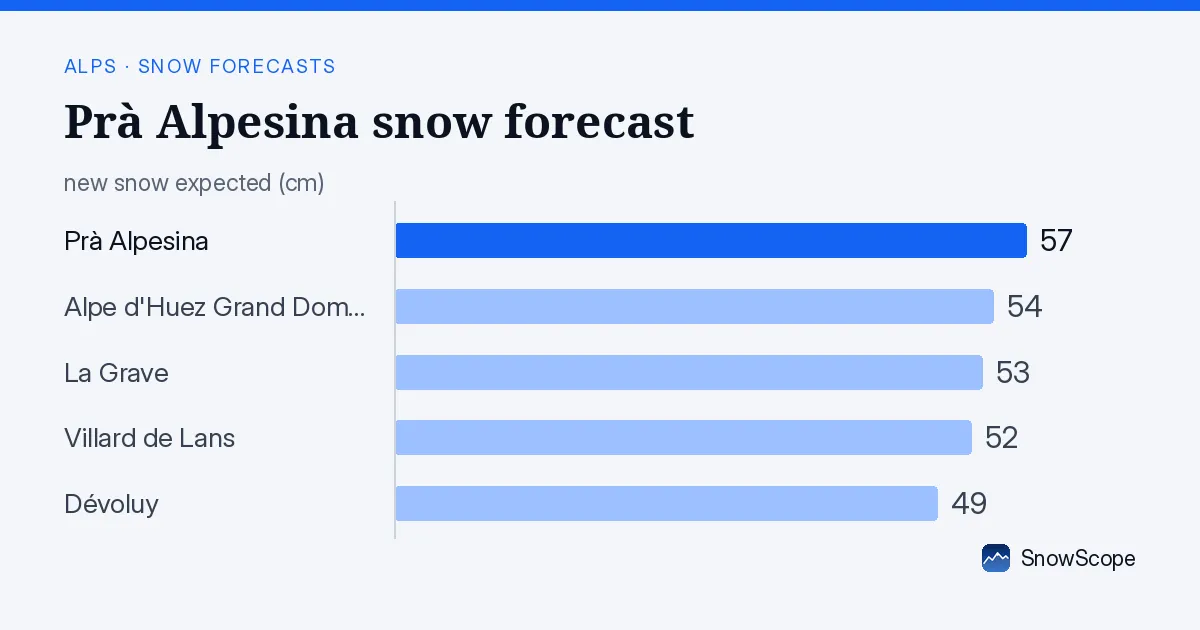 ALPS · SNOW FORECASTS
Prà Alpesina snow forecast
new snow expected (cm)
Prà Alpesina 57
Alpe d'Huez Grand Dom... 54
La Grave 53
Villard de Lans 52
Dévoluy 49
SnowScope